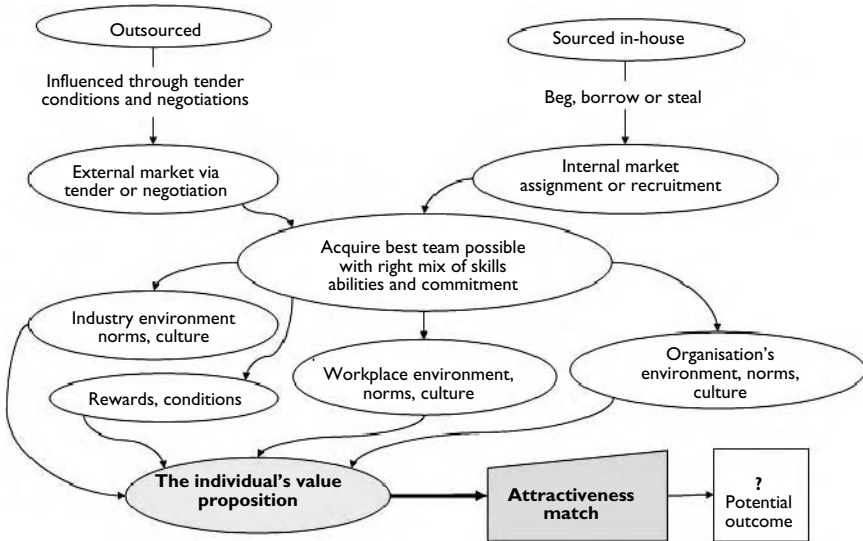 Outsourced
Sourced in-house
Influenced through tender
conditions and negotiations
Beg, borrow or steal
External market via
tender or negotiation
Internal market
assignment or recruitment
Acquire best team possible
with right mix of skills
abilities and commitment
Industry environment
norms, culture
Rewards, conditions
Workplace environment,
norms, culture
Organisation's
environment, norms,
culture
The individual's value
proposition
Attractiveness
match
?
Potential
outcome